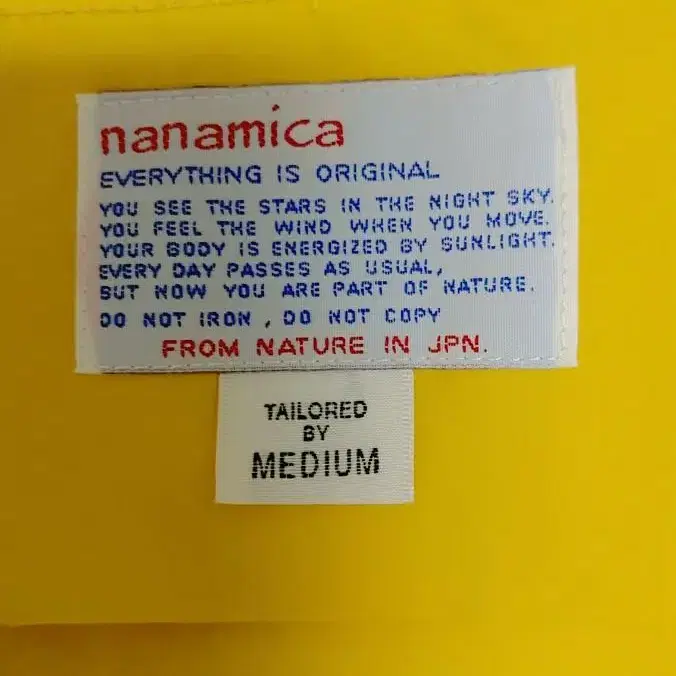 nanamica
EVERYTHING IS ORIGINAL
YOU SEE THE STARS IN THE NIGHT SKY.
YOU FEEL THE WIND WHEN YOU MOVE.
YOUR BODY IS ENERGIZED BY SUNLIGHT.
EVERY DAY PASSES AS USUAL,
BUT NOW YOU ARE PART OF NATURE.
DO NOT IRON , DO NOT COPY
FROM NATURE IN JPN.
TAILORED
BY
MEDIUM